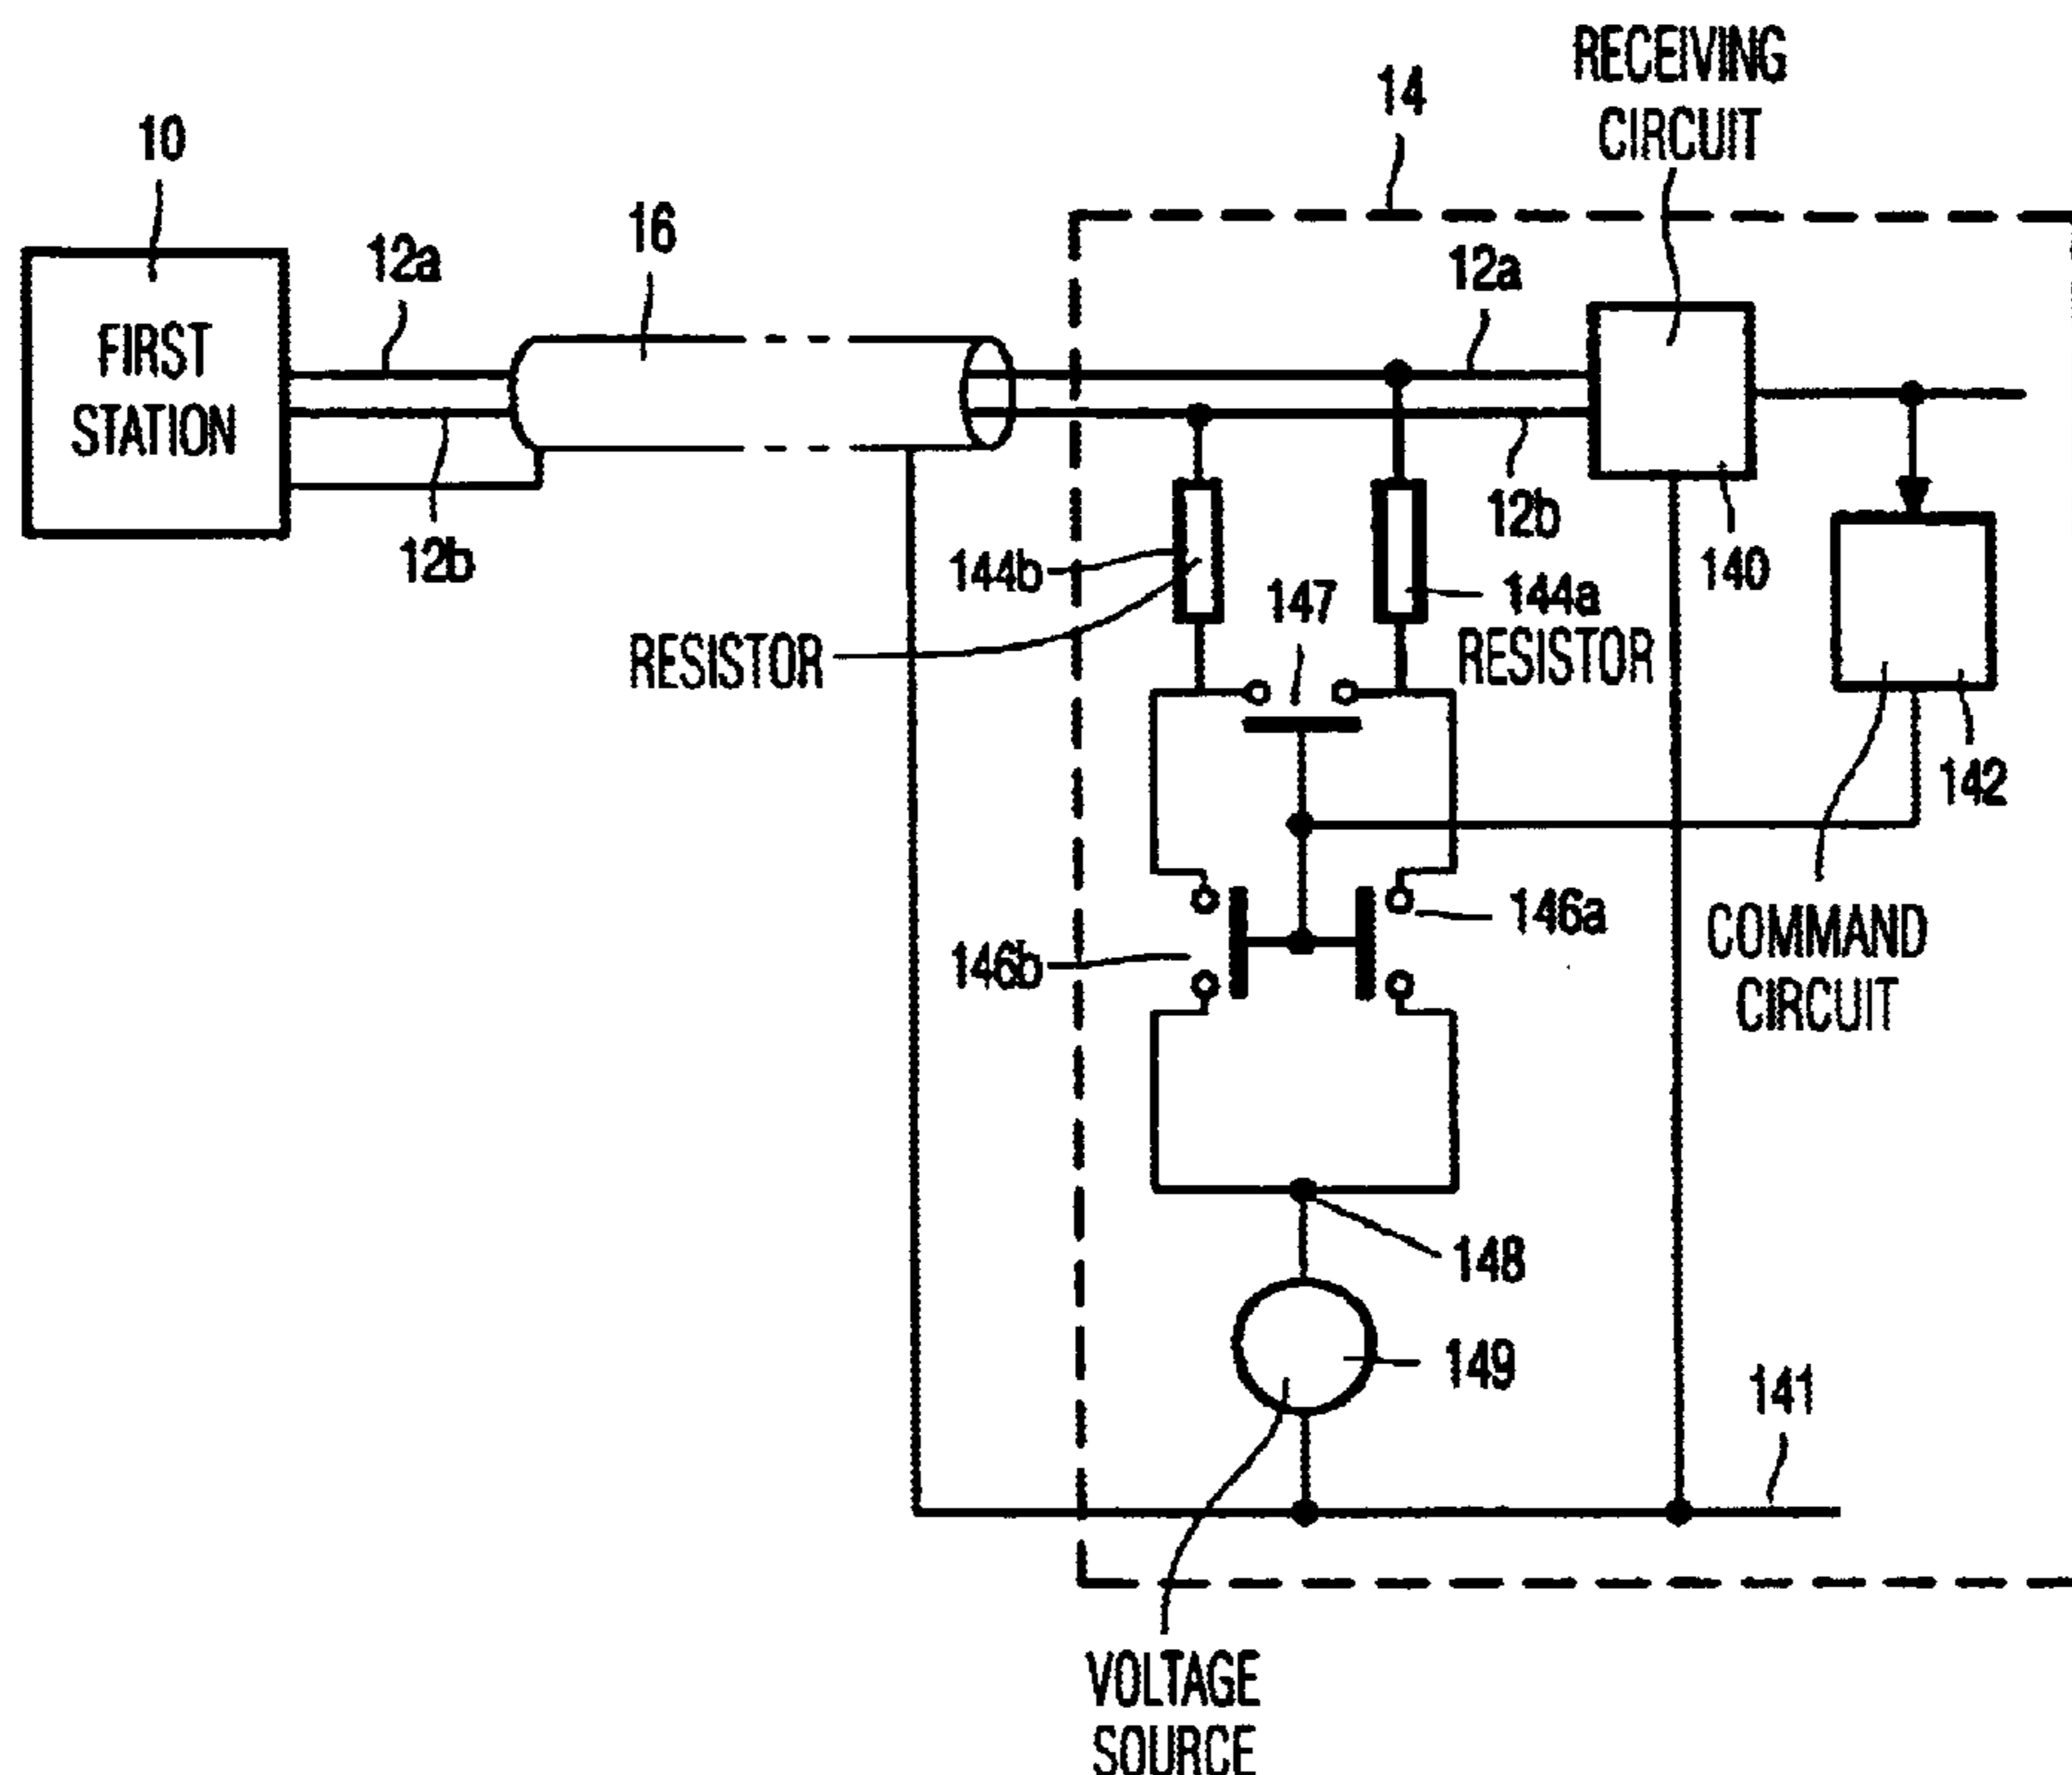 RECEIVING
CIRCUIT
14
10
16
12a
12a
FIRST
STATION
12b
12b
140
144b
147
144a
RESISTOR
RESISTOR
142
146a
COMMAND
CIRCUIT
146b
148
149
141
VOLTAGE
SOURCE